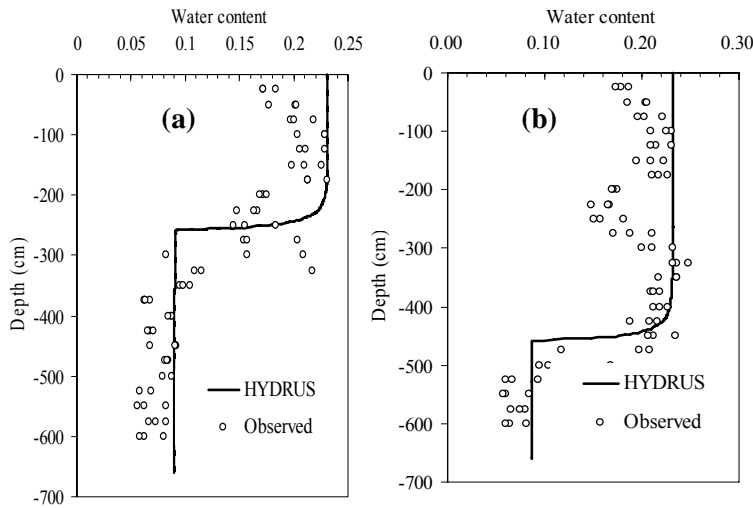 Water content
0 0.05 0.1 0.15 0.2 0.25
0
-100
-200
-300
-400
-500
-600
-700
Depth (cm)
(a)
HYDRUS
Observed
Water content
0.00 0.10 0.20 0.30
0
-100
-200
-300
-400
-500
-600
-700
Depth (cm)
(b)
HYDRUS
Observed